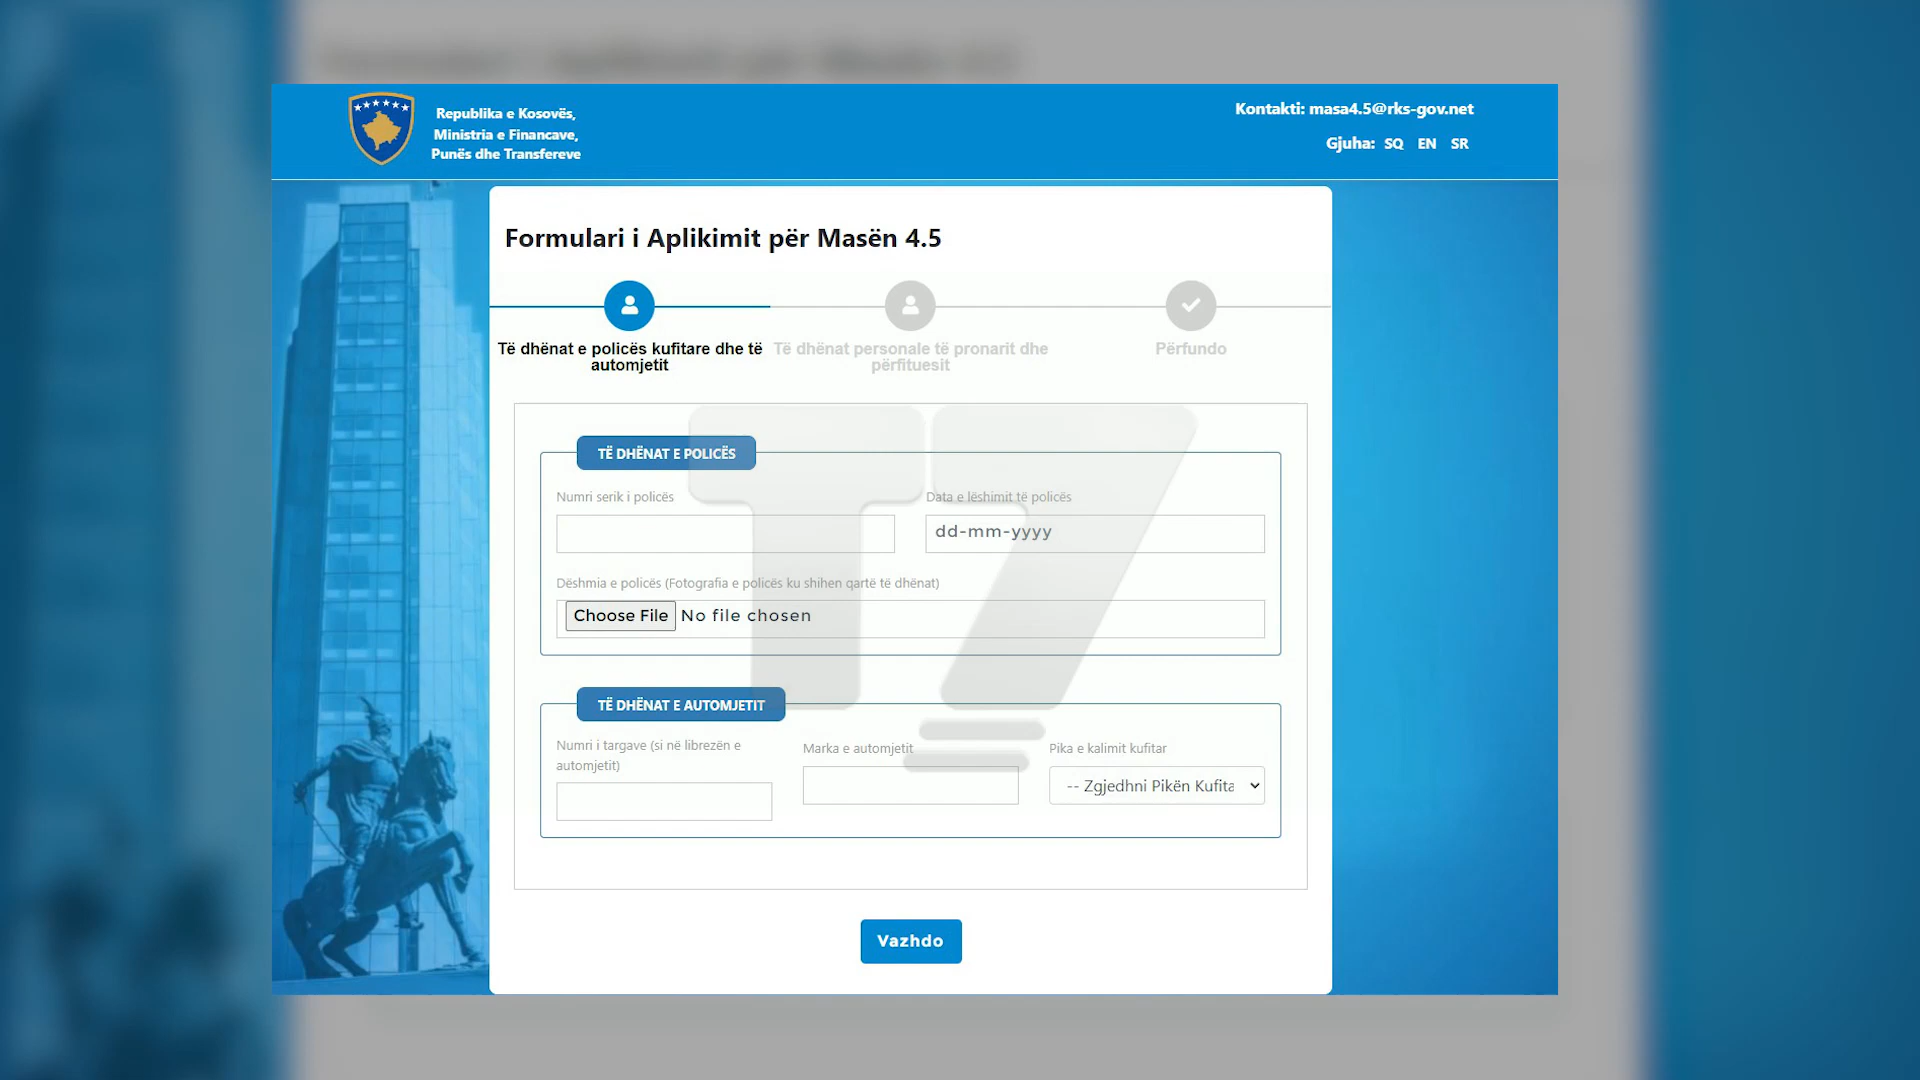 Republika e Kosovës,
Ministria e Financave,
Punës dhe Transfereve
Kontakti: masa4.5@rks-gov.net
Gjuha: SQ EN SR
Formulari i Aplikimit për Masën 4.5
Të dhënat e policës kufitare dhe të
automjetit
Të dhënat personale të pronarit dhe
përfituesit
Përfundo
TË DHËNAT E POLICËS
Numri serik i policës
Data e lëshimit të policës
dd-mm-yyyy
Dëshmia e policës (Fotografia e policës ku shihen qartë të dhënat)
Choose File No file chosen
TË DHËNAT E AUTOMJETIT
Numri i targave (si në librezën e
automjetit)
Marka e automjetit
Pika e kalimit kufitar
-- Zgjedhni Pikën Kufita
Vazhdo
T7